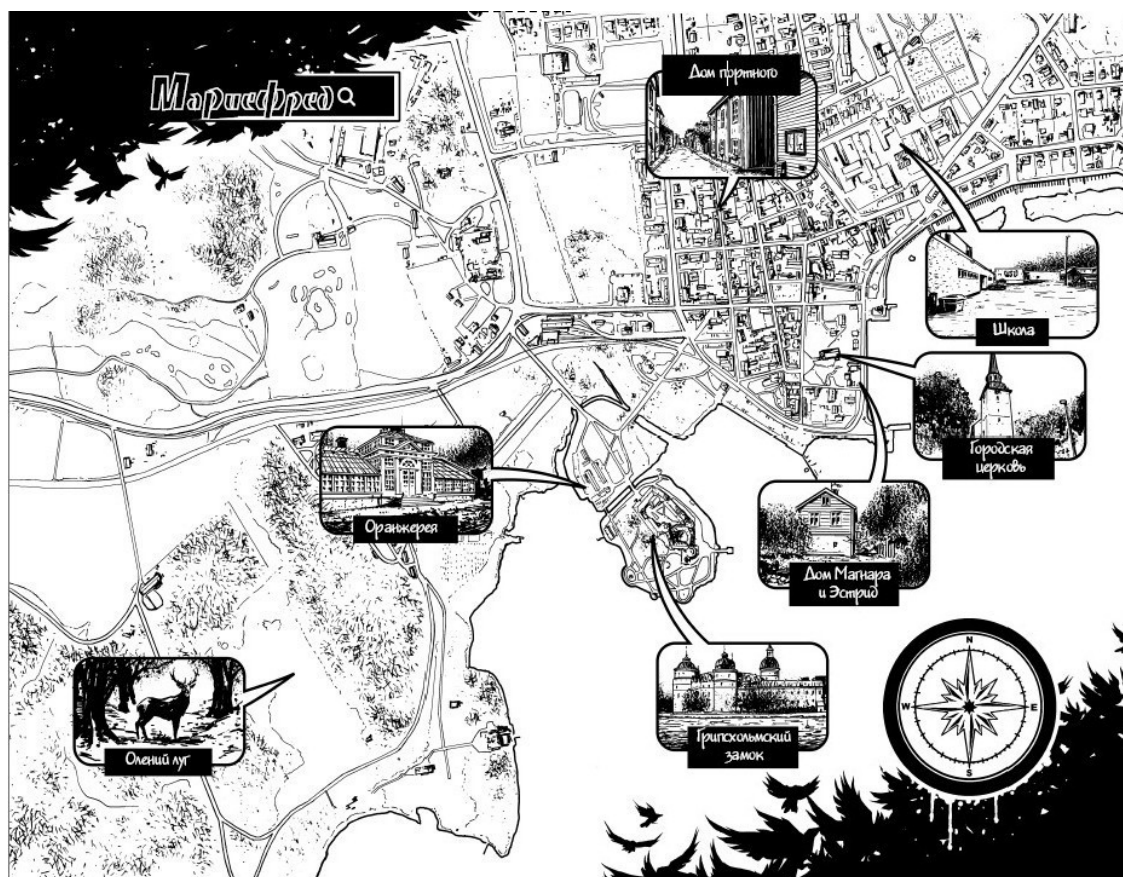 Мариефред
Дом портного
Школа
Городская
церковь
Оранжерея
Дом Магнара
и Эстрид
Олений луг
Грипсхольмский
замок
N
W
E
S